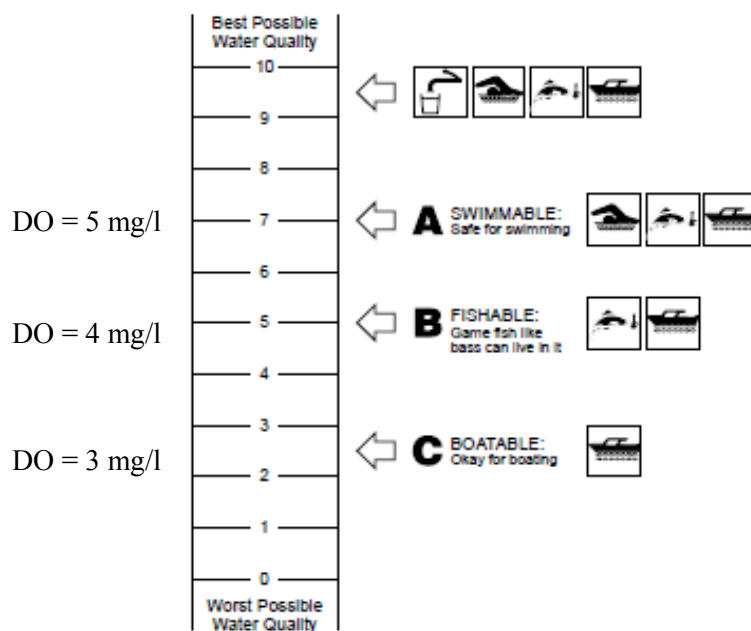 Best Possible
Water Quality
10
9
8
DO = 5 mg/l
7
A SWIMMABLE:
Safe for swimming
6
DO = 4 mg/l
5
B FISHABLE:
Game fish like
bass can live in it
4
3
DO = 3 mg/l
C BOATABLE:
Okay for boating
2
1
0
Worst Possible
Water Quality